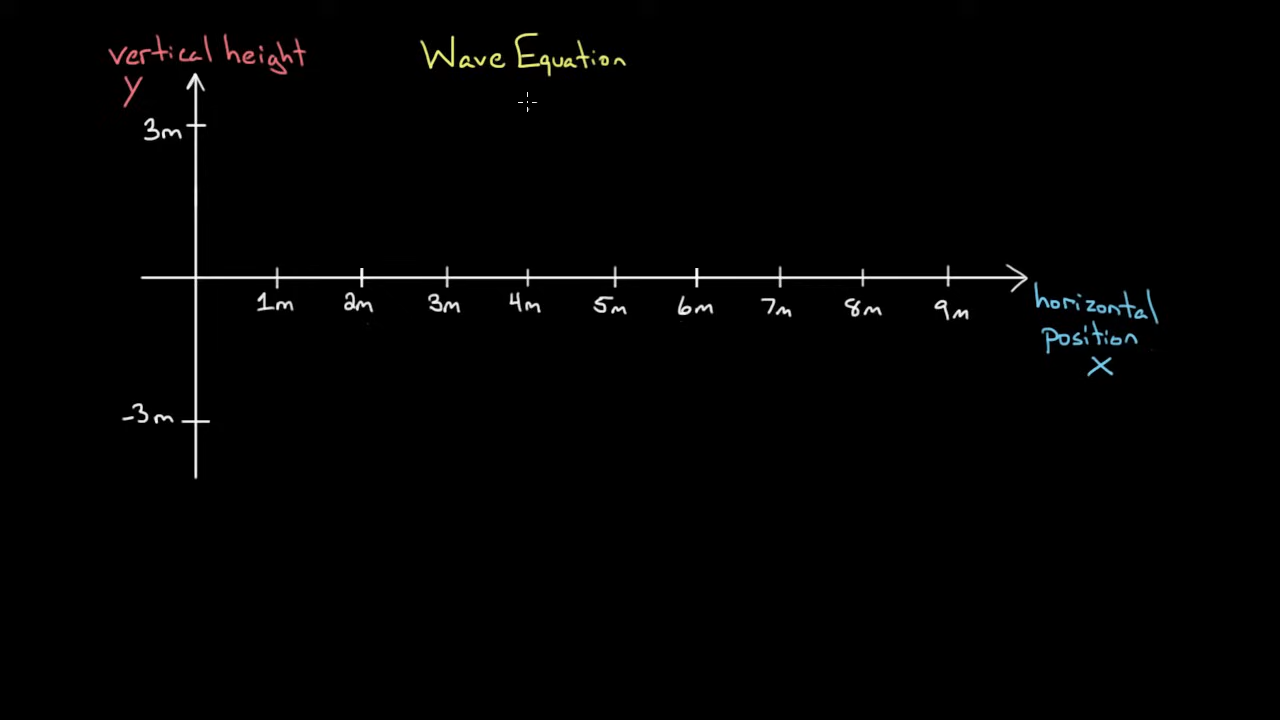 vertical height
y
Wave Equation
3m
1m 2m 3m 4m 5m 6m 7m 8m 9m
horizontal
position
x
-3m